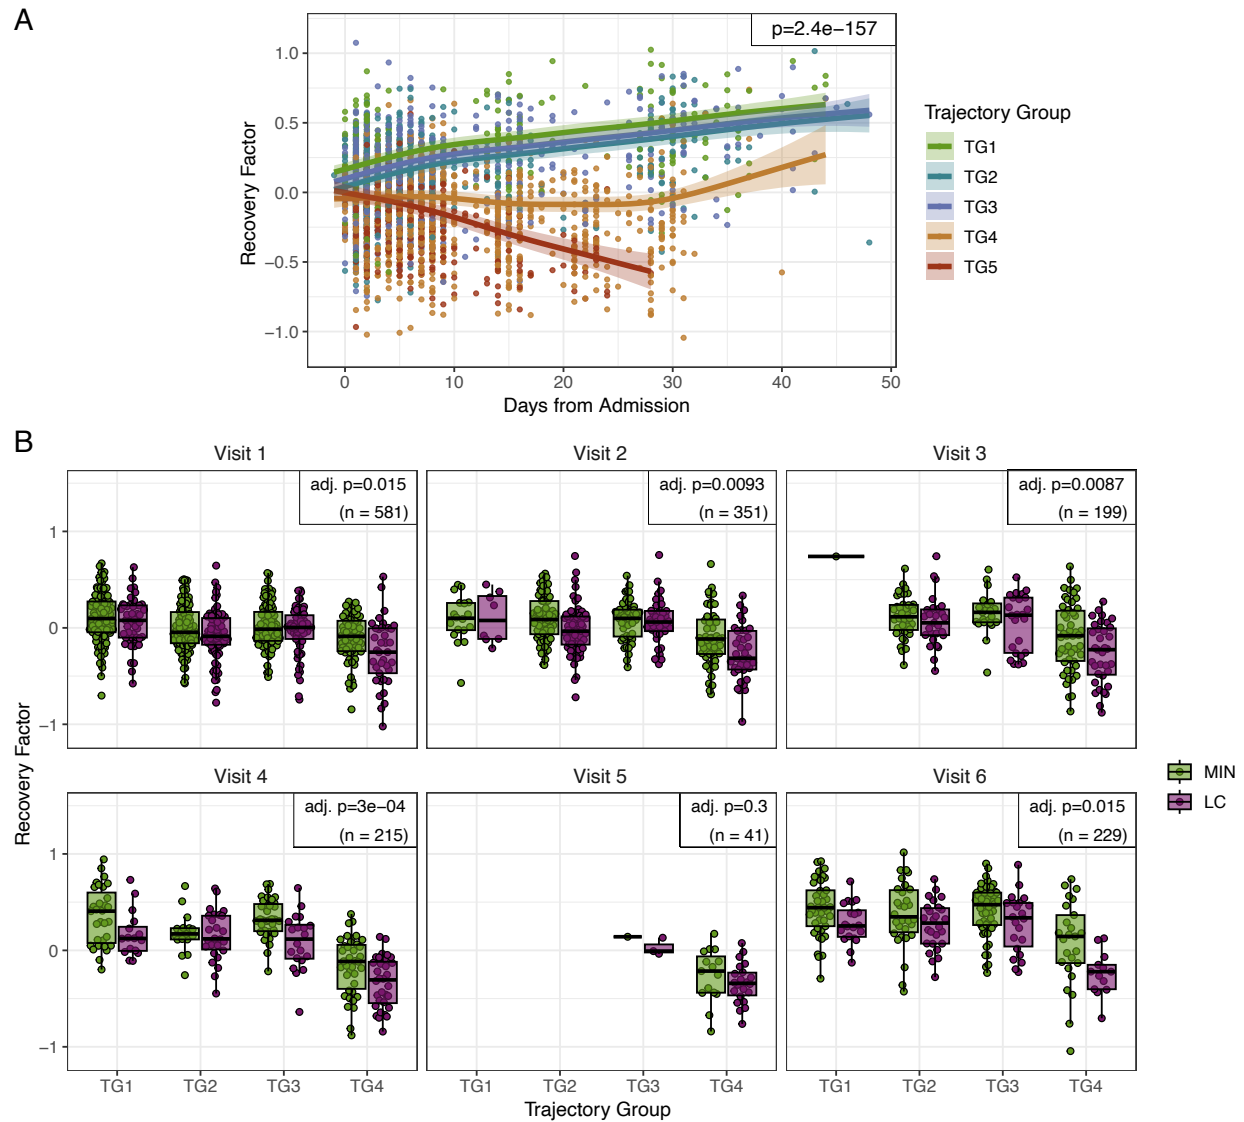 A
p=2.4e−157
1.0
0.5
0.0
−0.5
−1.0
Recovery Factor
0 10 20 30 40 50
Days from Admission
Trajectory Group
TG1
TG2
TG3
TG4
TG5
B
Visit 1 Visit 2 Visit 3
adj. p=0.015
(n = 581)
adj. p=0.0093
(n = 351)
adj. p=0.0087
(n = 199)
1
0
−1
Recovery Factor
Visit 4 Visit 5 Visit 6
adj. p=3e−04
(n = 215)
adj. p=0.3
(n = 41)
adj. p=0.015
(n = 229)
1
0
−1
TG1 TG2 TG3 TG4 TG1 TG2 TG3 TG4 TG1 TG2 TG3 TG4
Trajectory Group
MIN
LC